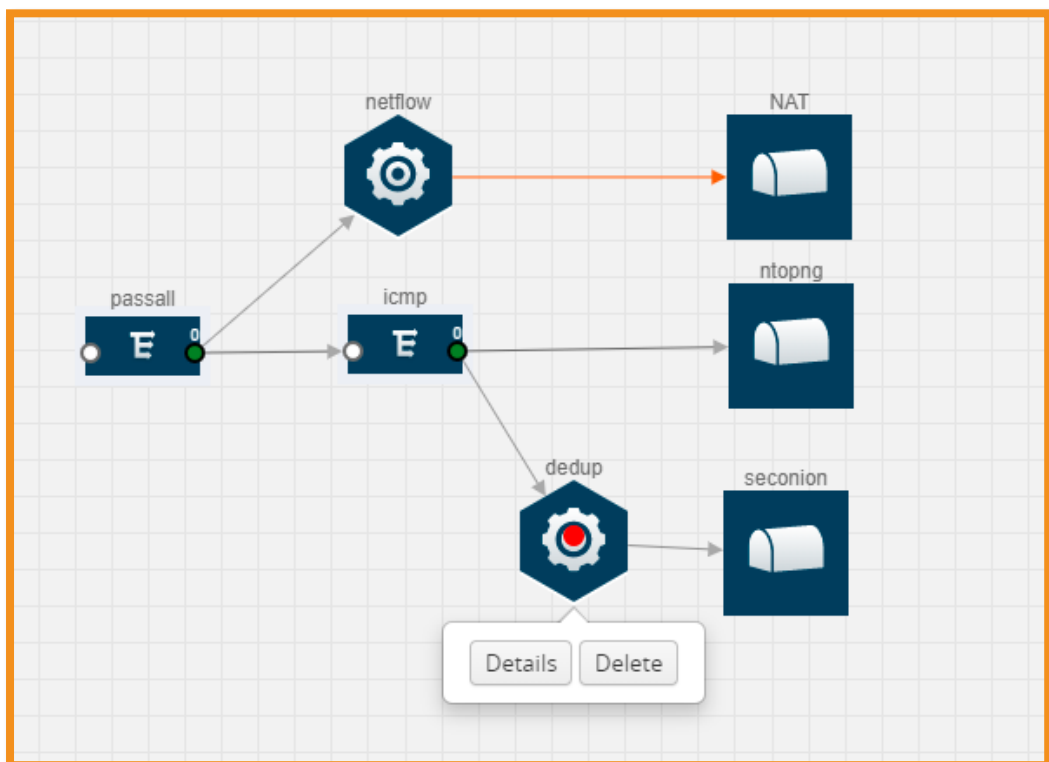 netflow
NAT
ntopng
passall
0
icmp
0
dedup
seconion
Details
Delete